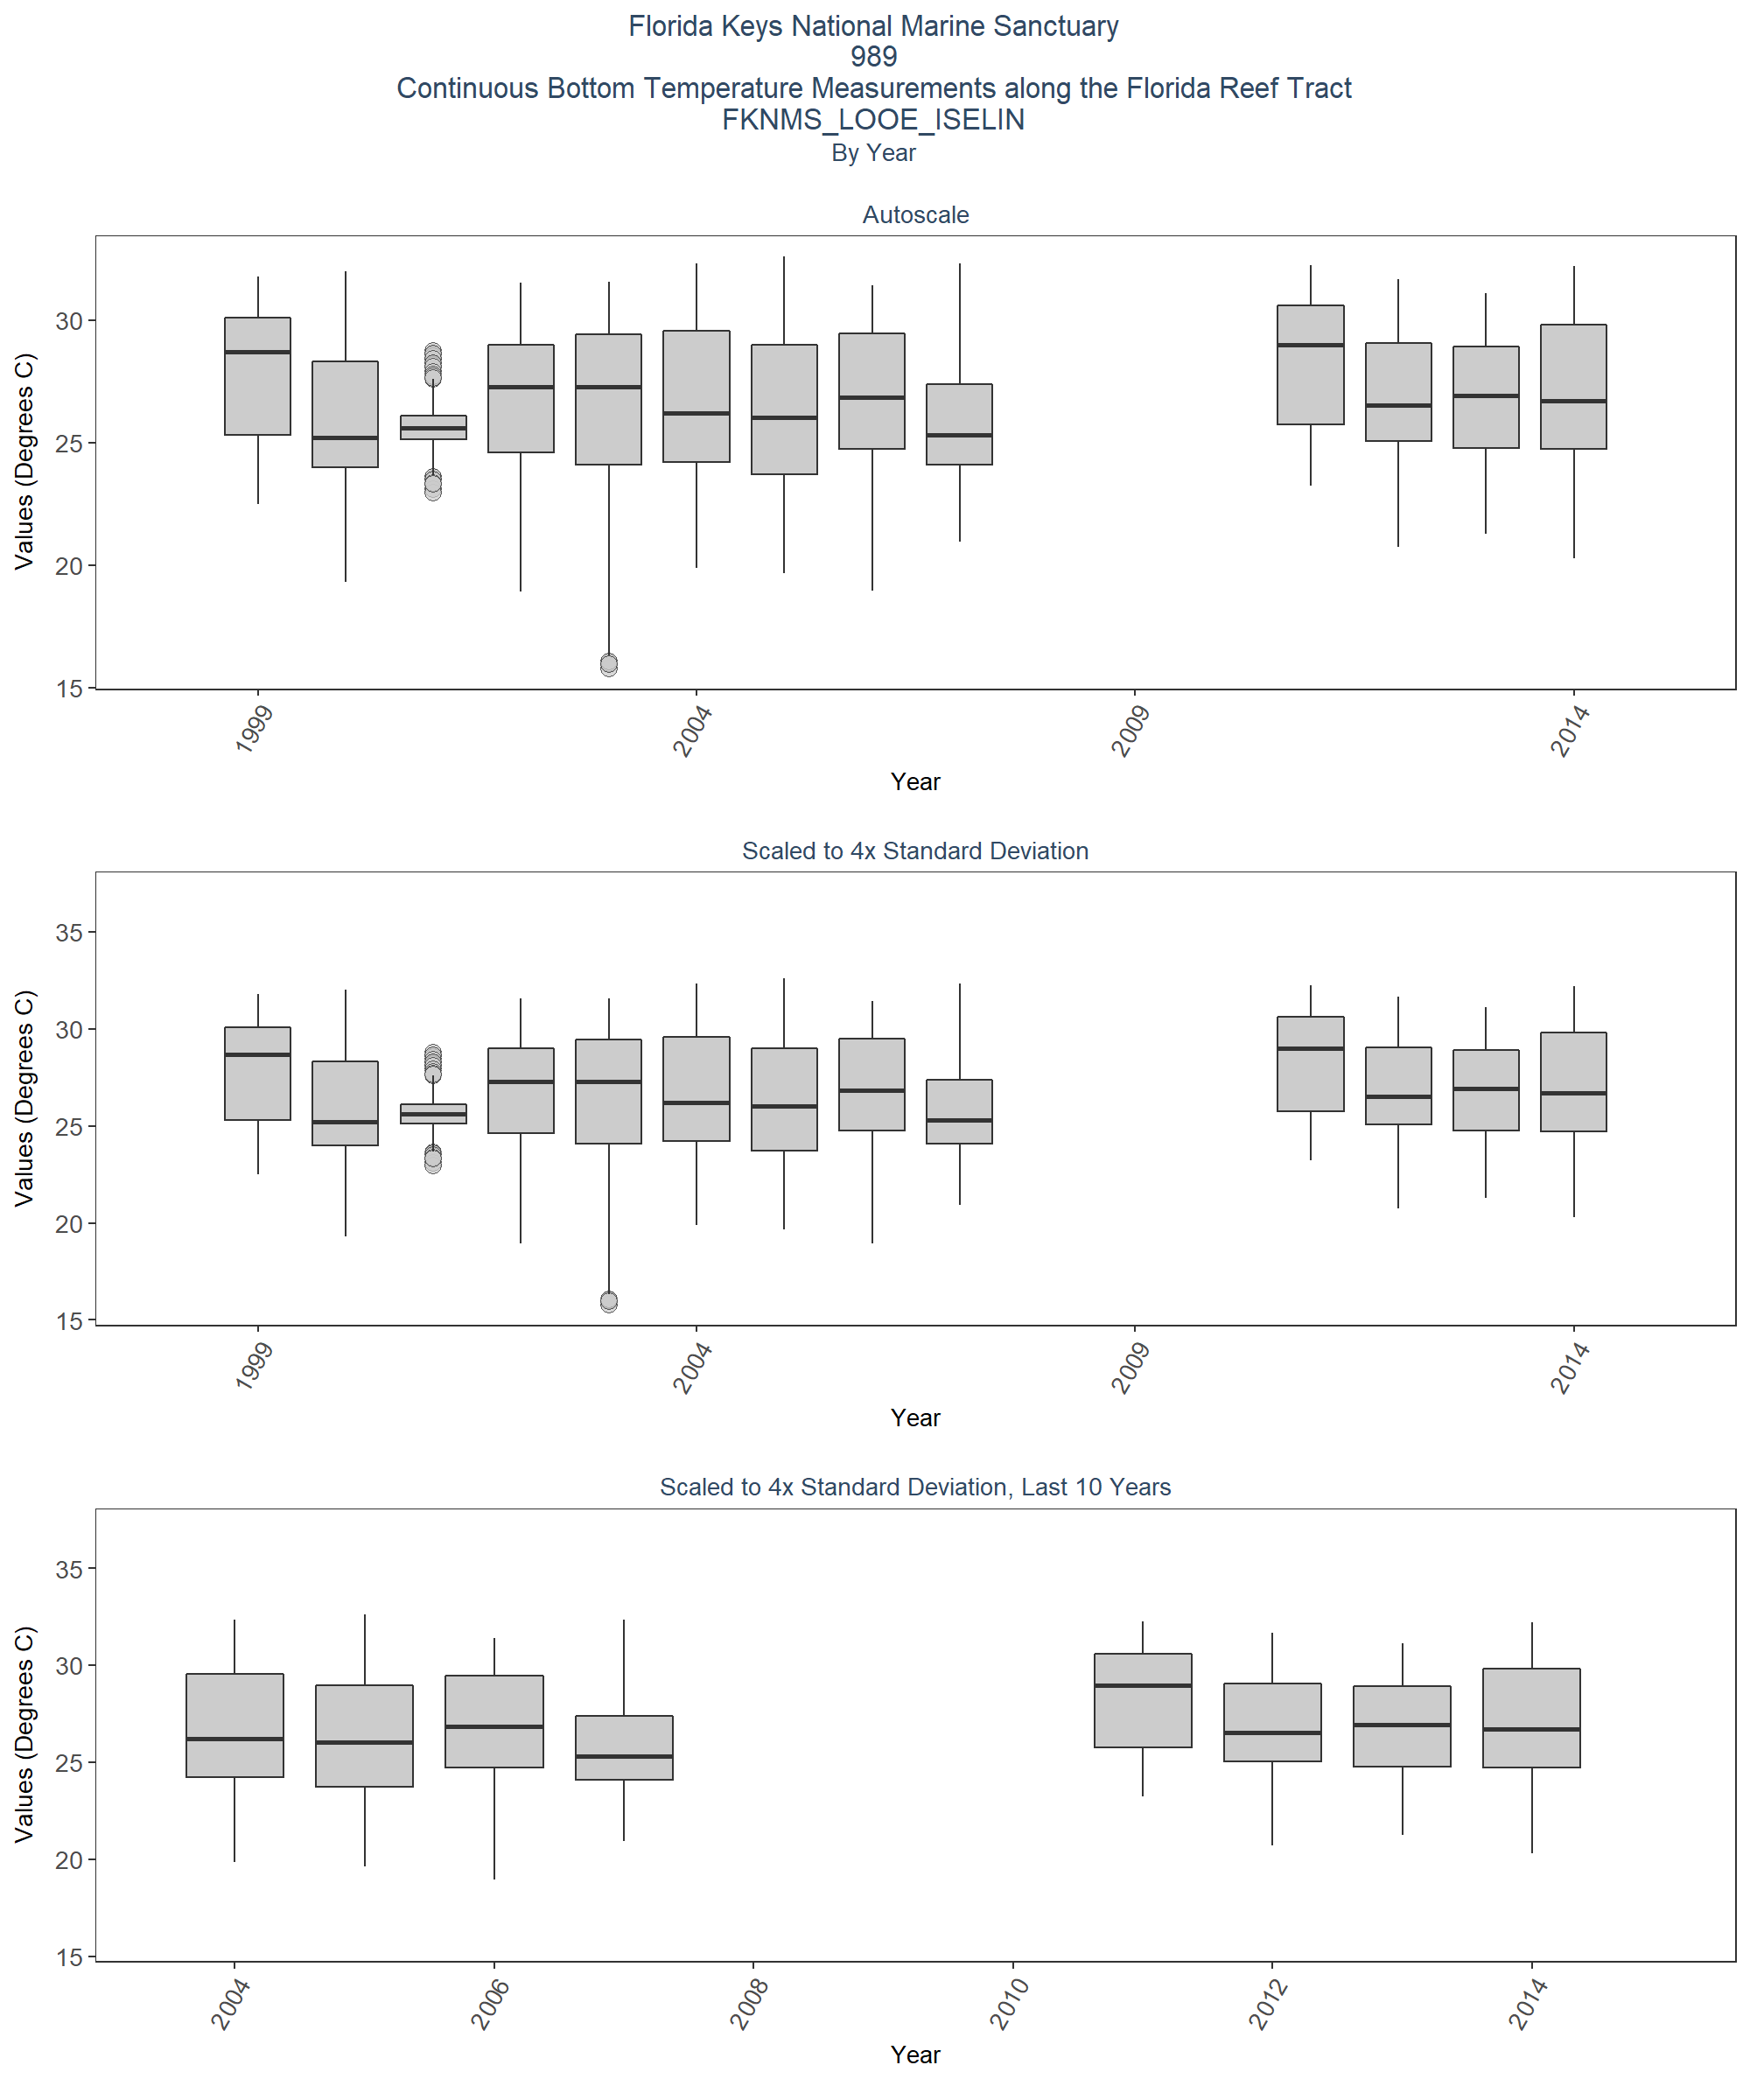 Florida Keys National Marine Sanctuary
989
Continuous Bottom Temperature Measurements along the Florida Reef Tract
FKNMS_LOOE_ISELIN
By Year
Autoscale
Values (Degrees C)
30
25
20
15
1999
2004
2009
2014
Year
Scaled to 4x Standard Deviation
Values (Degrees C)
35
30
25
20
15
1999
2004
2009
2014
Year
Scaled to 4x Standard Deviation, Last 10 Years
Values (Degrees C)
35
30
25
20
15
2004
2006
2008
2010
2012
2014
Year